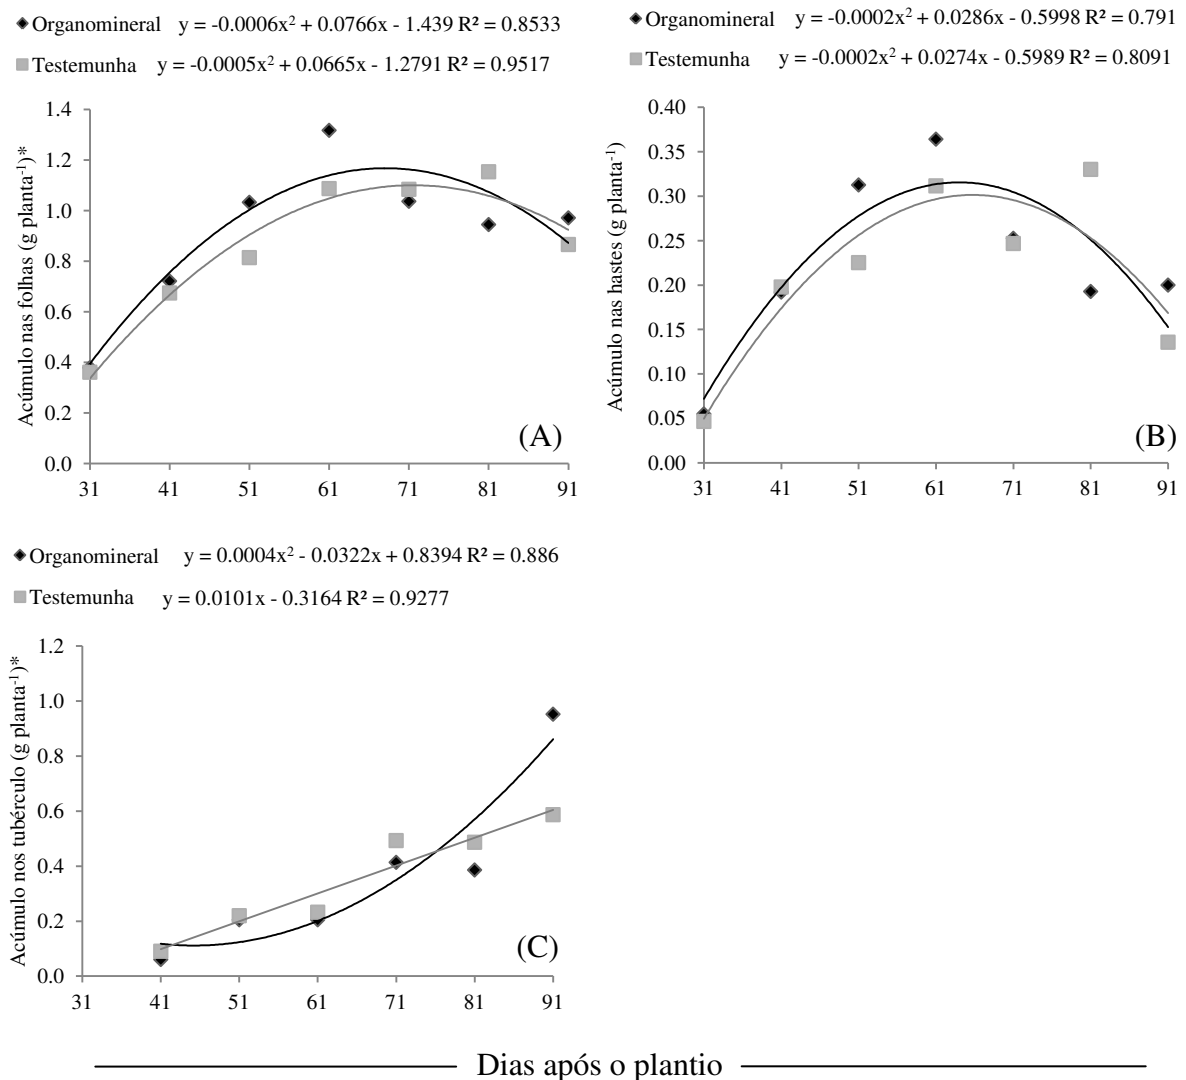 Organomineral y = -0.0006x² + 0.0766x - 1.439 R² = 0.8533
Testemunha y = -0.0005x² + 0.0665x - 1.2791 R² = 0.9517
Acúmulo nas folhas (g planta⁻¹)*
1.4
1.2
1.0
0.8
0.6
0.4
0.2
0.0
31 41 51 61 71 81 91
(A)
Organomineral y = -0.0002x² + 0.0286x - 0.5998 R² = 0.791
Testemunha y = -0.0002x² + 0.0274x - 0.5989 R² = 0.8091
Acúmulo nas hastes (g planta⁻¹)
0.40
0.35
0.30
0.25
0.20
0.15
0.10
0.05
0.00
31 41 51 61 71 81 91
(B)
Organomineral y = 0.0004x² - 0.0322x + 0.8394 R² = 0.886
Testemunha y = 0.0101x - 0.3164 R² = 0.9277
Acúmulo nos tubérculo (g planta⁻¹)*
1.2
1.0
0.8
0.6
0.4
0.2
0.0
31 41 51 61 71 81 91
(C)
Dias após o plantio